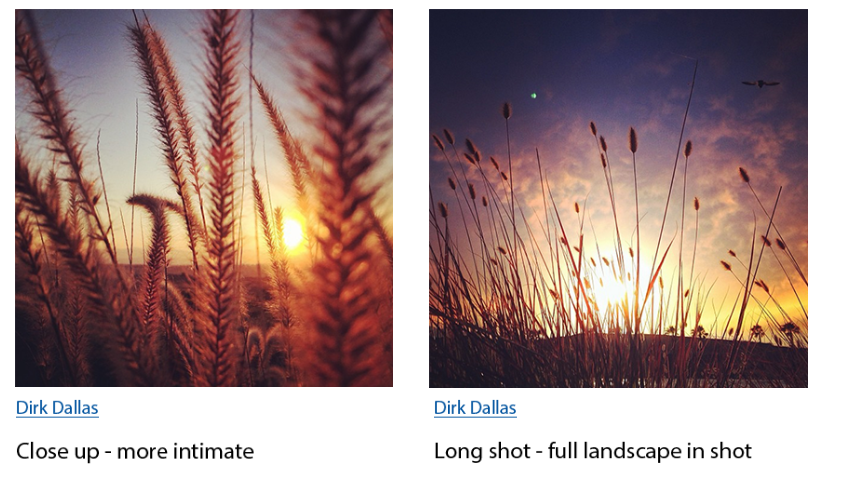 Dirk Dallas
Close up - more intimate
Dirk Dallas
Long shot - full landscape in shot